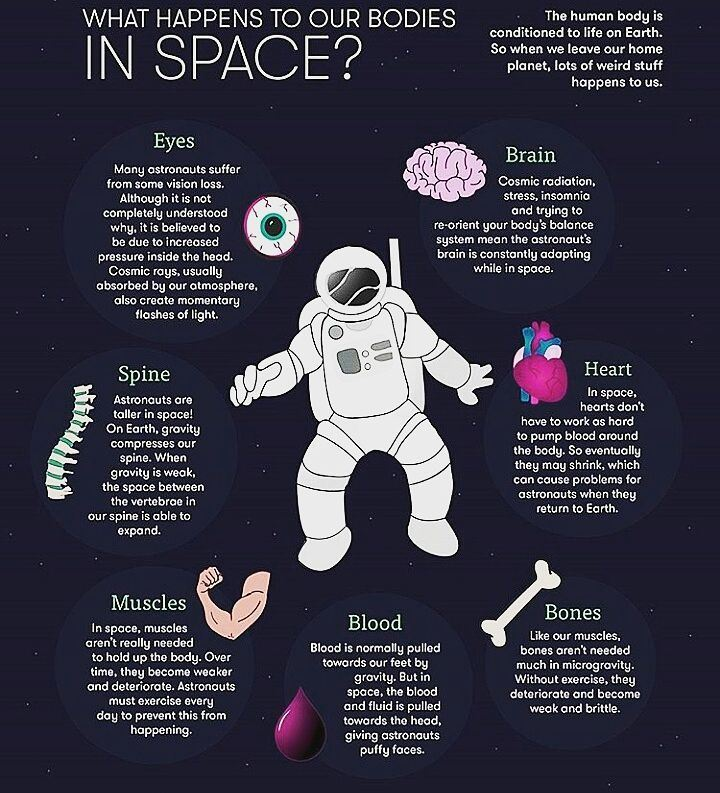 WHAT HAPPENS TO OUR BODIES
IN SPACE?
The human body is
conditioned to life on Earth.
So when we leave our home
planet, lots of weird stuff
happens to us.
Eyes
Many astronauts suffer
from some vision loss.
Although it is not
completely understood
why, it is believed to
be due to increased
pressure inside the head.
Cosmic rays, usually
absorbed by our atmosphere,
also create momentary
flashes of light.
Brain
Cosmic radiation,
stress, insomnia
and trying to
re-orient your body's balance
system mean the astronaut's
brain is constantly adapting
while in space.
Spine
Astronauts are
taller in space!
On Earth, gravity
compresses our
spine. When
gravity is weak,
the space between
the vertebrae in
our spine is able to
expand.
Heart
In space,
hearts don't
have to work as hard
to pump blood around
the body. So eventually
they may shrink, which
can cause problems for
astronauts when they
return to Earth.
Muscles
In space, muscles
aren't really needed
to hold up the body. Over
time, they become weaker
and deteriorate. Astronauts
must exercise every
day to prevent this from
happening.
Blood
Blood is normally pulled
towards our feet by
gravity. But in
space, the blood
and fluid is pulled
towards the head,
giving astronauts
puffy faces.
Bones
Like our muscles,
bones aren't needed
much in microgravity.
Without exercise, they
deteriorate and become
weak and brittle.